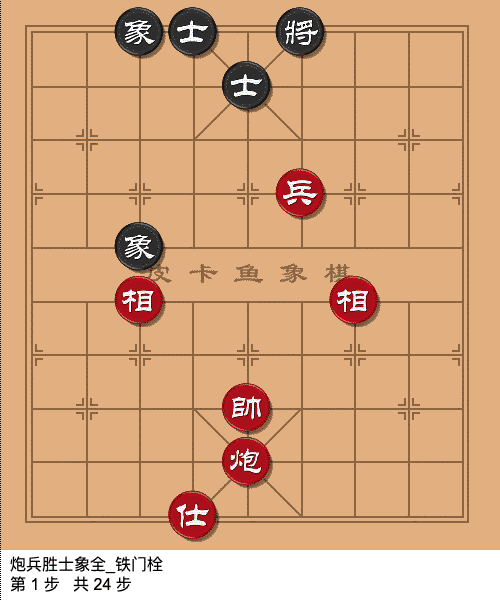 象 士 將
士
兵
象
皮卡鱼象棋
相 相
帥
炮
仕
炮兵胜士象全_铁门栓
第 1 步 共 24 步